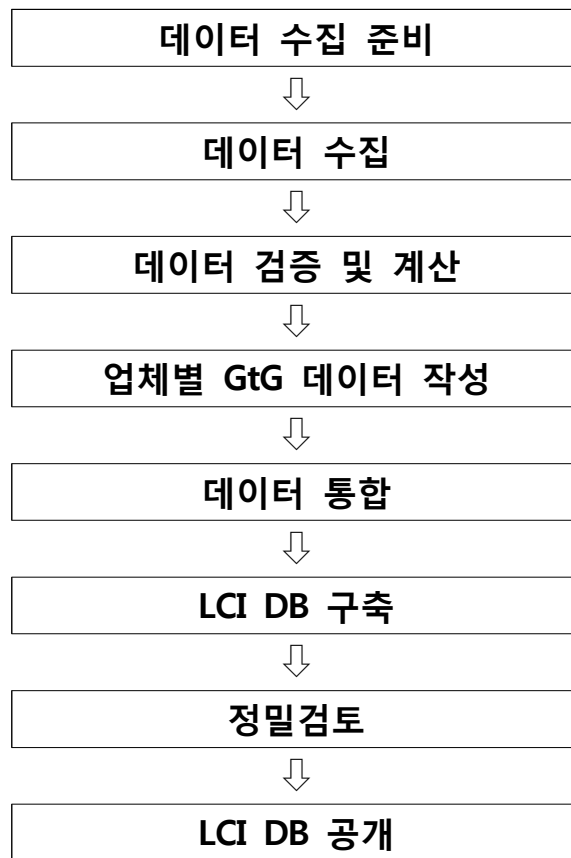 데이터 수집 준비
데이터 수집
데이터 검증 및 계산
업체별 GtG 데이터 작성
데이터 통합
LCI DB 구축
정밀검토
LCI DB 공개